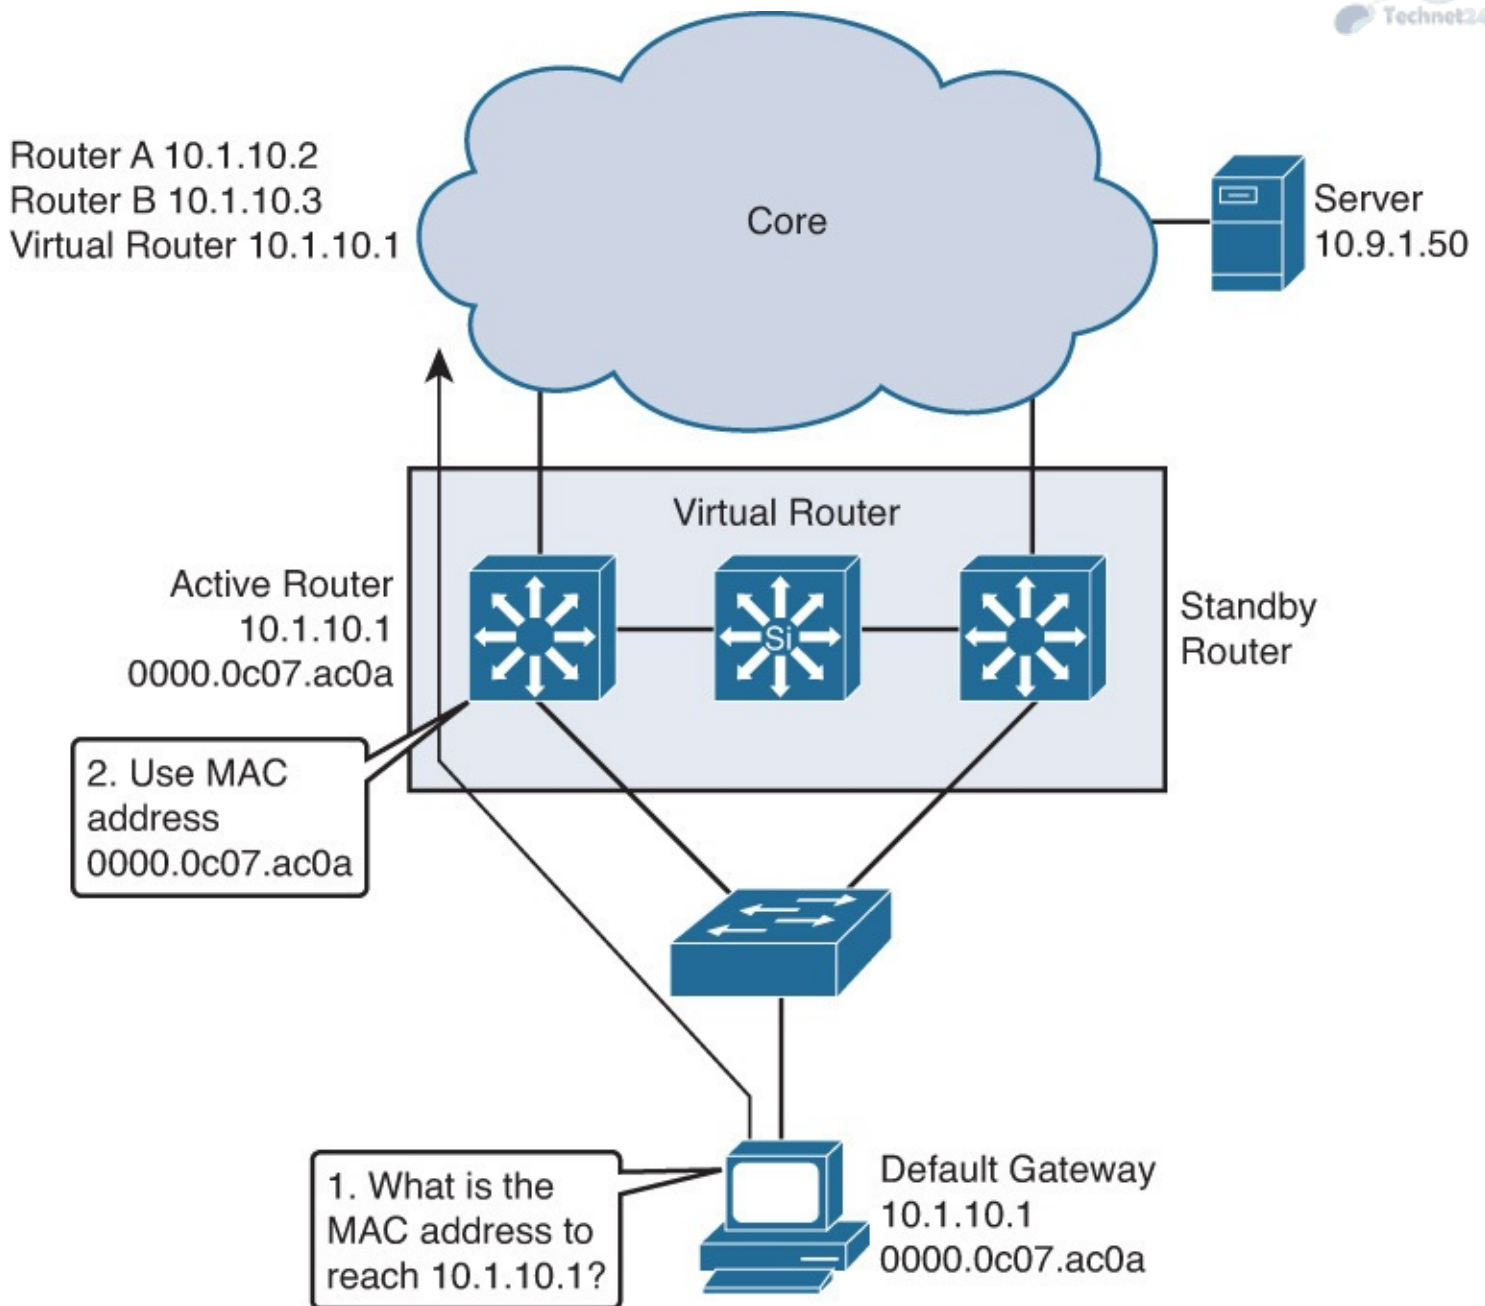 Technet24
Router A 10.1.10.2
Router B 10.1.10.3
Virtual Router 10.1.10.1
Core
Server
10.9.1.50
Virtual Router
Active Router
10.1.10.1
0000.0c07.ac0a
Si
Standby
Router
2. Use MAC
address
0000.0c07.ac0a
1. What is the
MAC address to
reach 10.1.10.1?
Default Gateway
10.1.10.1
0000.0c07.ac0a